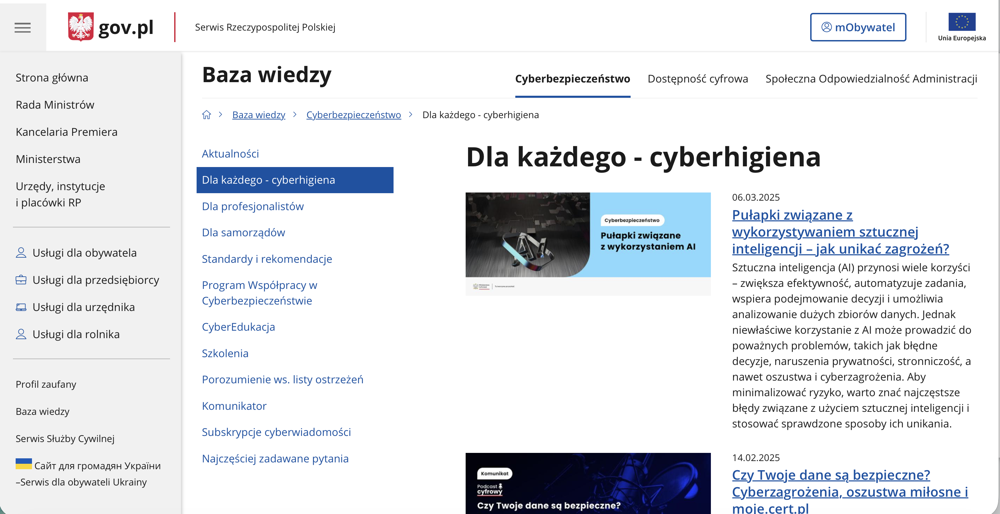 gov.pl
Serwis Rzeczypospolitej Polskiej
mObywatel
Unia Europejska
Strona główna
Rada Ministrów
Kancelaria Premiera
Ministerstwa
Urzędy, instytucje
i placówki RP
Usługi dla obywatela
Usługi dla przedsiębiorcy
Usługi dla urzędnika
Usługi dla rolnika
Profil zaufany
Baza wiedzy
Serwis Służby Cywilnej
Сайт для громадян України
–Serwis dla obywateli Ukrainy
Baza wiedzy
Cyberbezpieczeństwo
Dostępność cyfrowa
Społeczna Odpowiedzialność Administracji
Baza wiedzy
Cyberbezpieczeństwo
Dla każdego - cyberhigiena
Aktualności
Dla każdego - cyberhigiena
Dla profesjonalistów
Dla samorządów
Standardy i rekomendacje
Program Współpracy w
Cyberbezpieczeństwie
CyberEdukacja
Szkolenia
Porozumienie ws. listy ostrzeżeń
Komunikator
Subskrypcje cyberwiadomości
Najczęściej zadawane pytania
Dla każdego - cyberhigiena
AI
Cyberbezpieczeństwo
Pułapki związane
z wykorzystaniem AI
Ministerstwo
Cyfryzacji
Tu tworzymy przyszłość
06.03.2025
Pułapki związane z
wykorzystywaniem sztucznej
inteligencji – jak unikać zagrożeń?
Sztuczna inteligencja (AI) przynosi wiele korzyści
– zwiększa efektywność, automatyzuje zadania,
wspiera podejmowanie decyzji i umożliwia
analizowanie dużych zbiorów danych. Jednak
niewłaściwe korzystanie z AI może prowadzić do
poważnych problemów, takich jak błędne
decyzje, naruszenia prywatności, stronniczość, a
nawet oszustwa i cyberzagrożenia. Aby
minimalizować ryzyko, warto znać najczęstsze
błędy związane z użyciem sztucznej inteligencji i
stosować sprawdzone sposoby ich unikania.
Komunikat
Podcast
cyfrowy
Czy Twoje dane są bezpieczne?
14.02.2025
Czy Twoje dane są bezpieczne?
Cyberzagrożenia, oszustwa miłosne i
moje.cert.pl